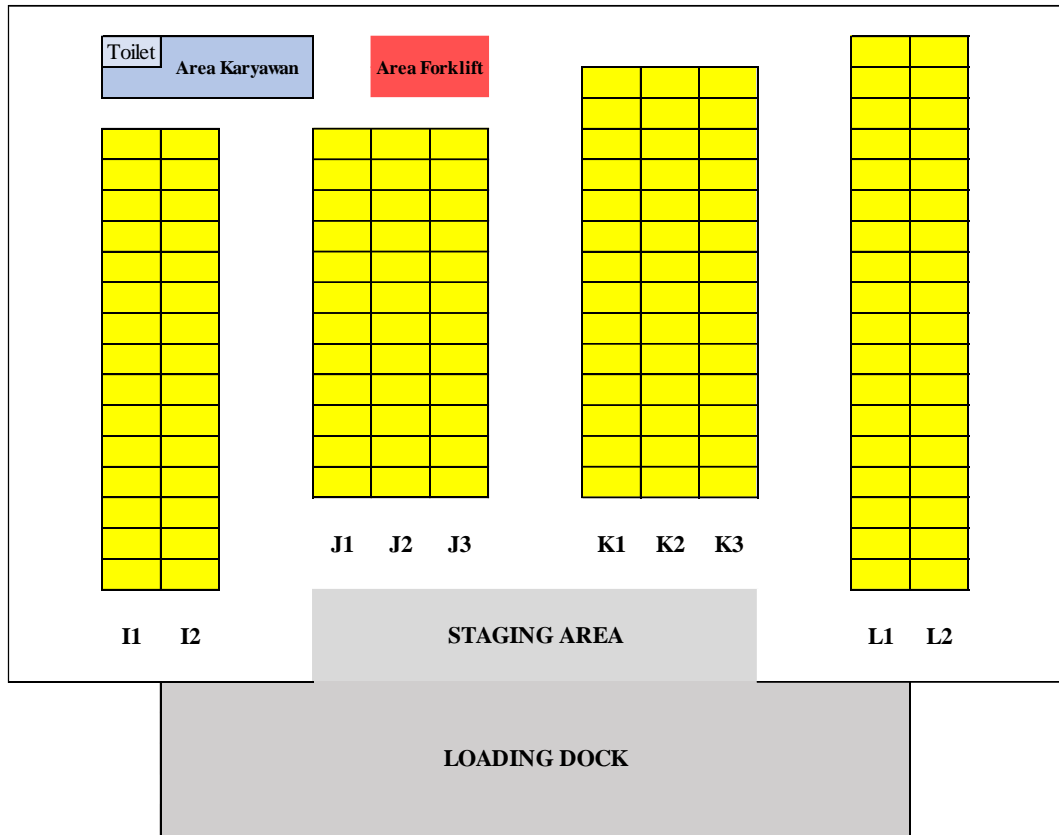 Toilet
Area Karyawan
Area Forklift
J1 J2 J3 K1 K2 K3
I1 I2 STAGING AREA L1 L2
LOADING DOCK